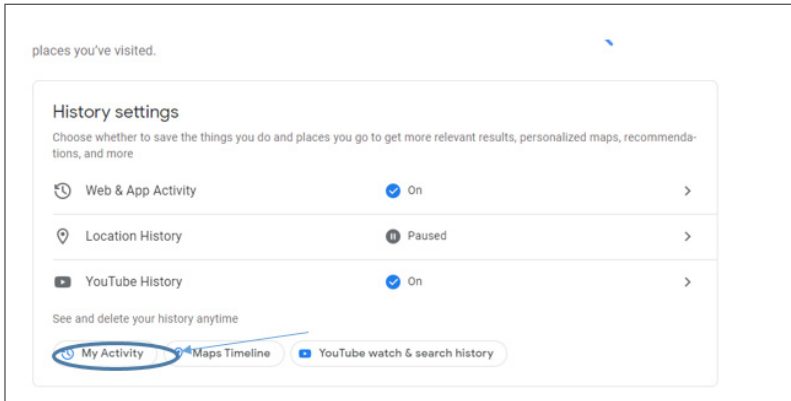 places you've visited.
History settings
Choose whether to save the things you do and places you go to get more relevant results, personalized maps, recommenda-
tions, and more
Web & App Activity On
Location History Paused
YouTube History On
See and delete your history anytime
My Activity Maps Timeline YouTube watch & search history